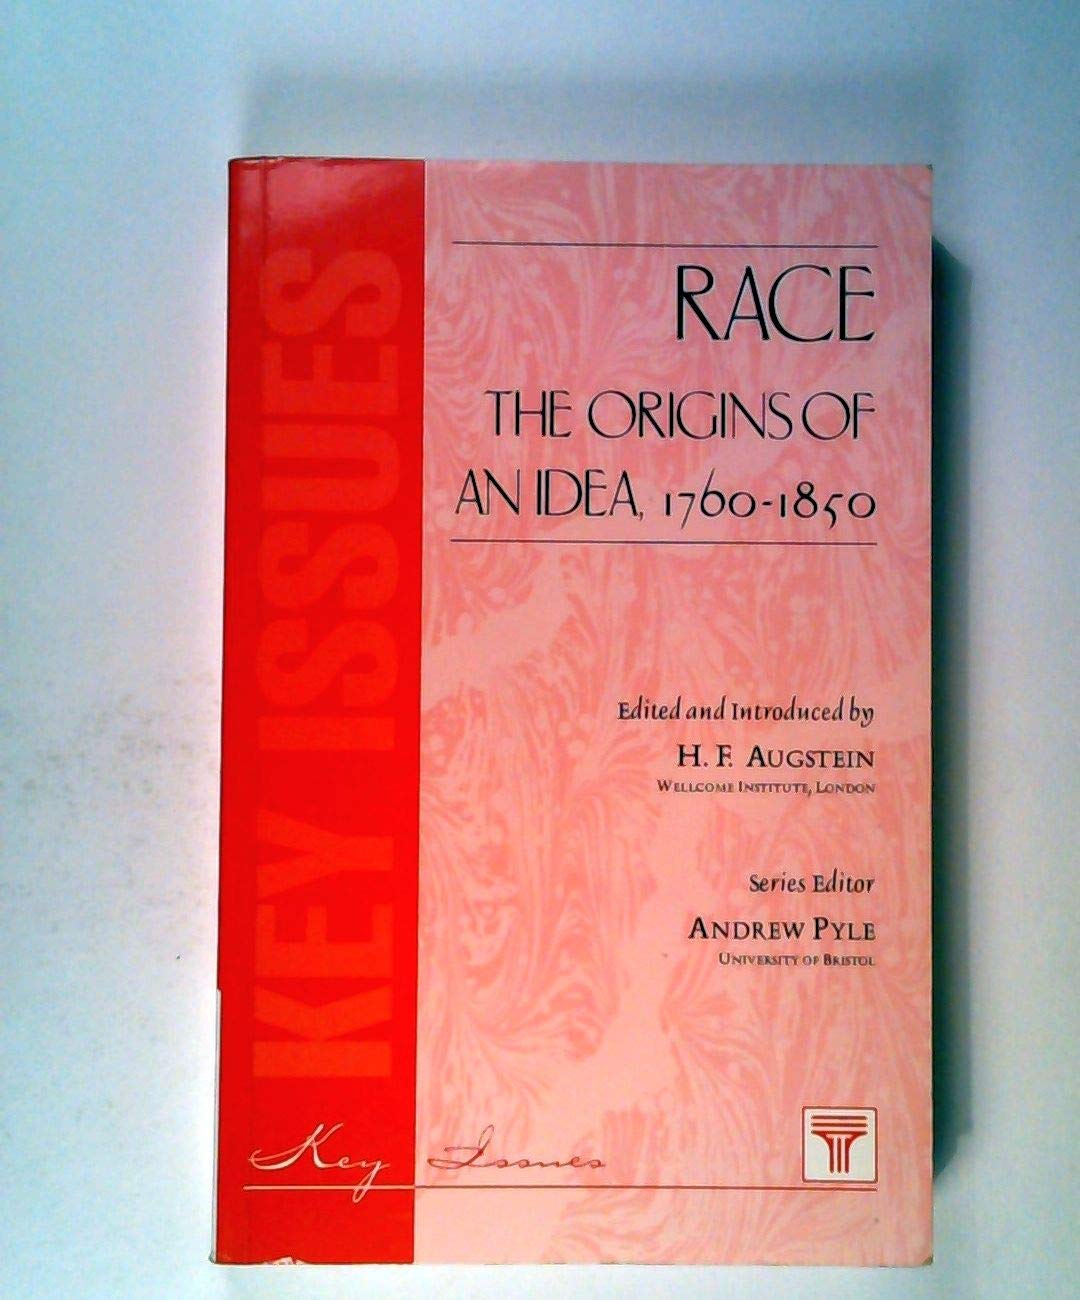 KEY ISSUES
RACE
THE ORIGINS OF
AN IDEA, 1760-1850
Edited and Introduced by
H. F. AUGSTEIN
WELLCOME INSTITUTE, LONDON
Series Editor
ANDREW PYLE
UNIVERSITY OF BRISTOL
Key Issues